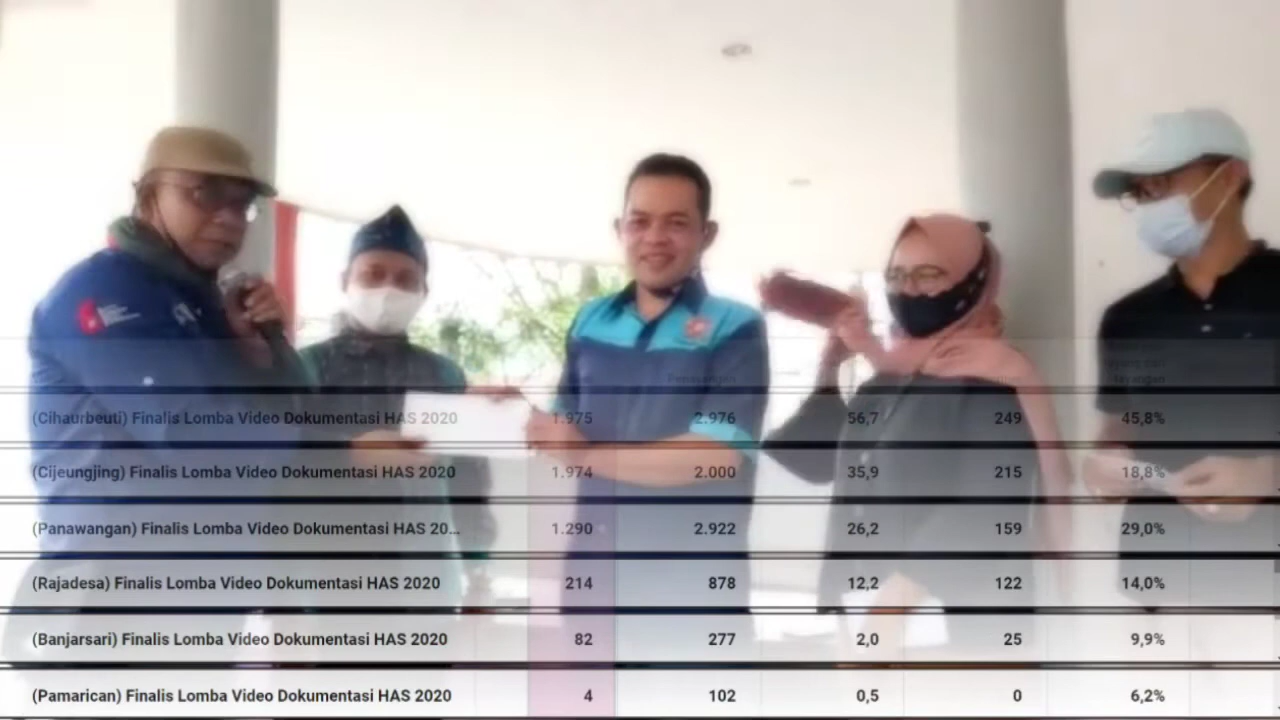 Penayangan
yang dari
tayangan
(Cihaurbeuti) Finalis Lomba Video Dokumentasi HAS 2020 1.975 2.976 56,7 249 45,8%
(Cijeungjing) Finalis Lomba Video Dokumentasi HAS 2020 1.974 2.000 35,9 215 18,8%
(Panawangan) Finalis Lomba Video Dokumentasi HAS 20... 1.290 2.922 26,2 159 29,0%
(Rajadesa) Finalis Lomba Video Dokumentasi HAS 2020 214 878 12,2 122 14,0%
(Banjarsari) Finalis Lomba Video Dokumentasi HAS 2020 82 277 2,0 25 9,9%
(Pamarican) Finalis Lomba Video Dokumentasi HAS 2020 4 102 0,5 0 6,2%